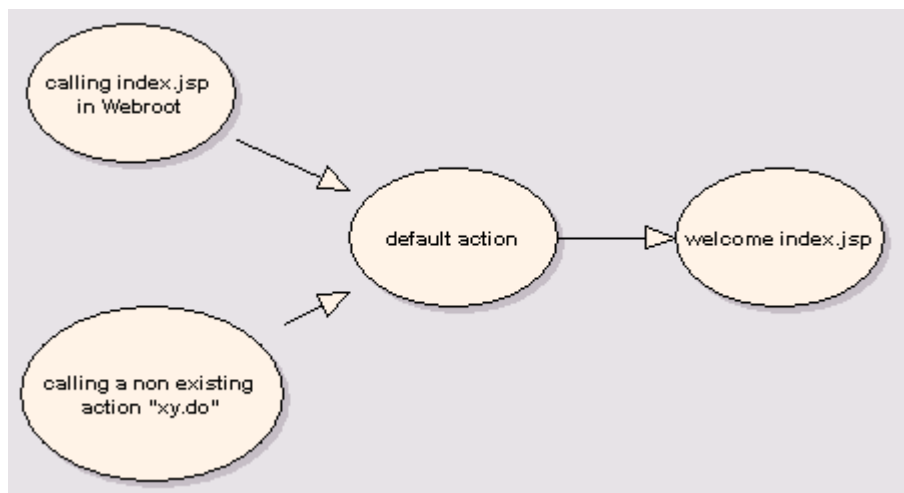 calling index.jsp
in Webroot
default action
welcome index.jsp
calling a non existing
action "xy.do"